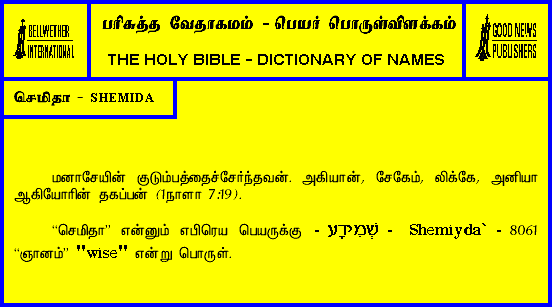 BELLWETHER
INTERNATIONAL
பரிசுத்த வேதாகமம் - பெயர் பொருள்விளக்கம்
THE HOLY BIBLE - DICTIONARY OF NAMES
GOOD NEWS
PUBLISHERS
செமிதா - SHEMIDA
மனாசேயின் குடும்பத்தைச்சேர்ந்தவன். அகியான், சேகேம், லிக்கே, அனியா
ஆகியோரின் தகப்பன் (1நாளா 7:19).
“செமிதா” என்னும் எபிரெய பெயருக்கு - שְׁמִידָע - Shemiyda` - 8061
“ஞானம்” "wise" என்று பொருள்.